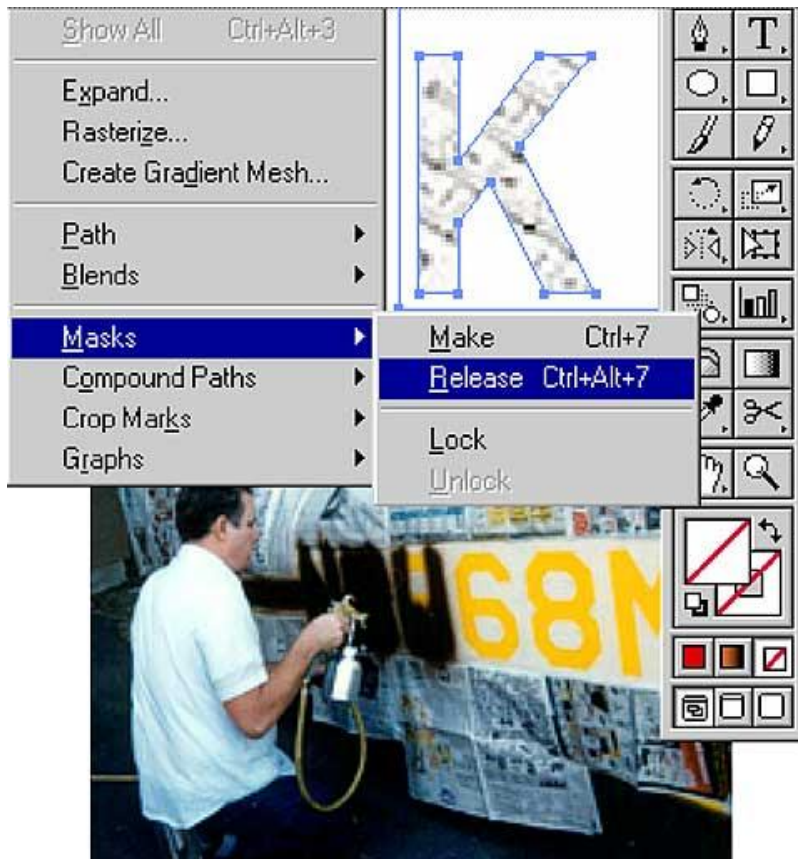 Show All Ctrl+Alt+3
Expand...
Rasterize...
Create Gradient Mesh...
Path
Blends
Masks
Compound Paths
Crop Marks
Graphs
K
Make Ctrl+7
Release Ctrl+Alt+7
Lock
Unlock
T
68M